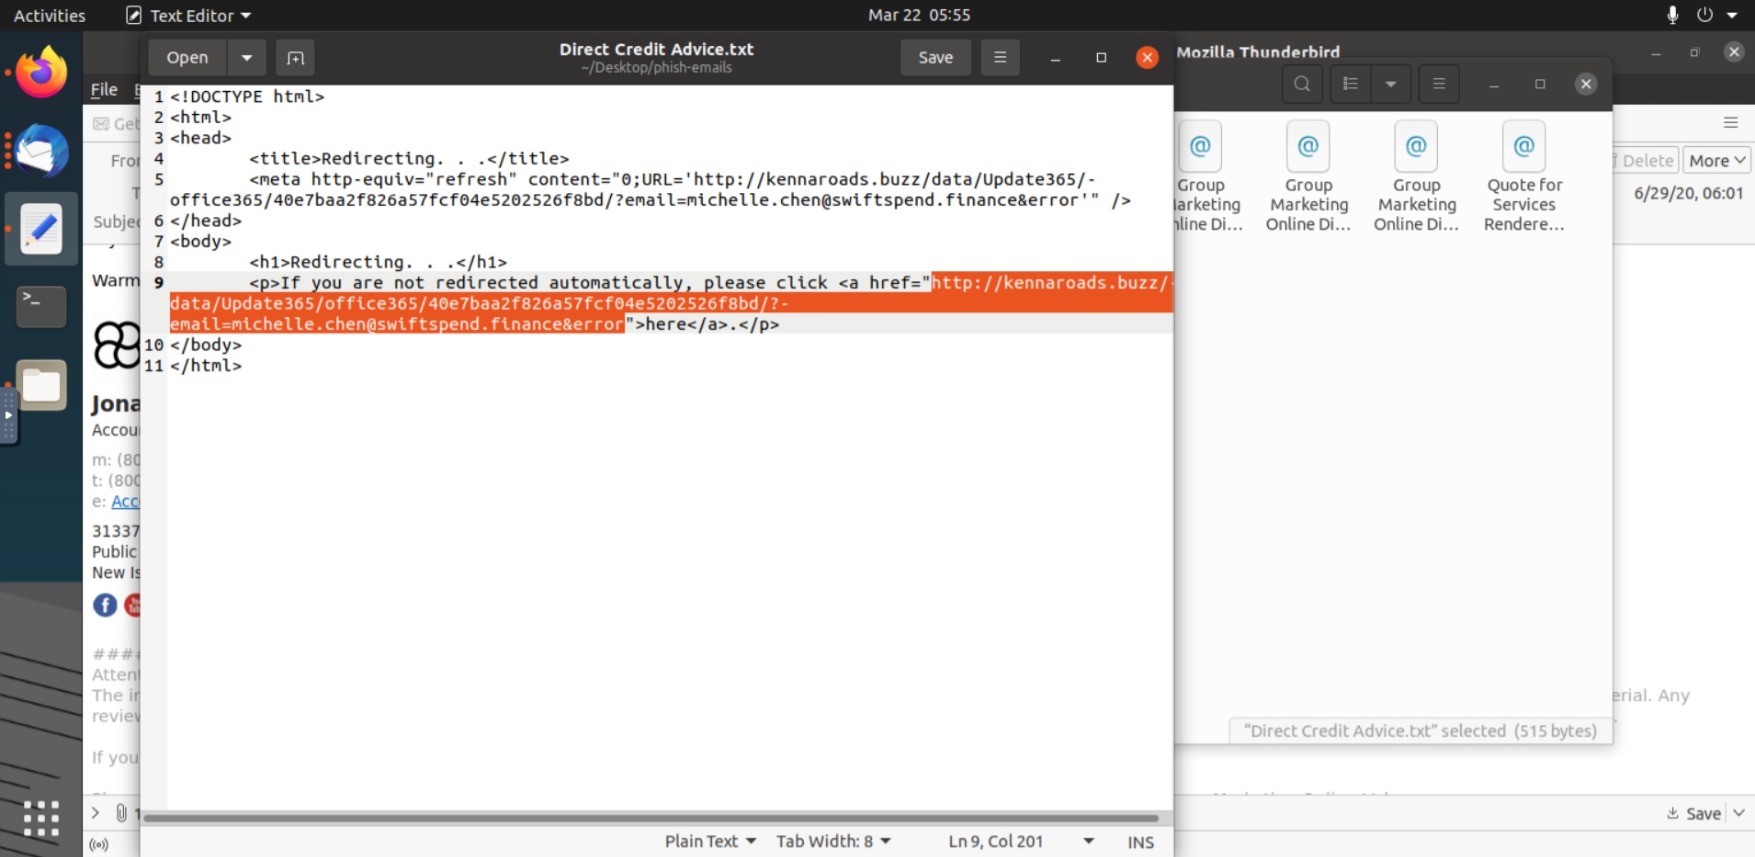 Activities
Text Editor
Mar 22 05:55
Open
Direct Credit Advice.txt
~/Desktop/phish-emails
Save
Mozilla Thunderbird
File
1 <!DOCTYPE html>
2 <html>
3 <head>
4 <title>Redirecting. . .</title>
5 <meta http-equiv="refresh" content="0;URL='http://kennaroads.buzz/data/Update365/-
office365/40e7baa2f826a57fcf04e5202526f8bd/?email=michelle.chen@swiftspend.finance&error'" />
6 </head>
7 <body>
8 <h1>Redirecting. . .</h1>
9 <p>If you are not redirected automatically, please click <a href="http://kennaroads.buzz/-
data/Update365/office365/40e7baa2f826a57fcf04e5202526f8bd/?-
email=michelle.chen@swiftspend.finance&error">here</a>.</p>
10 </body>
11 </html>
Get
Fro
T
Subje
Warm
Jona
Accou
m: (80
t: (800
e: Acc
31337
Public
New Is
####
Atten
The in
review
If you
Group
Marketing
nline Di...
Group
Marketing
Online Di...
Group
Marketing
Online Di...
Quote for
Services
Rendere...
Delete
More
6/29/20, 06:01
erial. Any
"Direct Credit Advice.txt" selected (515 bytes)
1
Save
Plain Text
Tab Width: 8
Ln 9, Col 201
INS